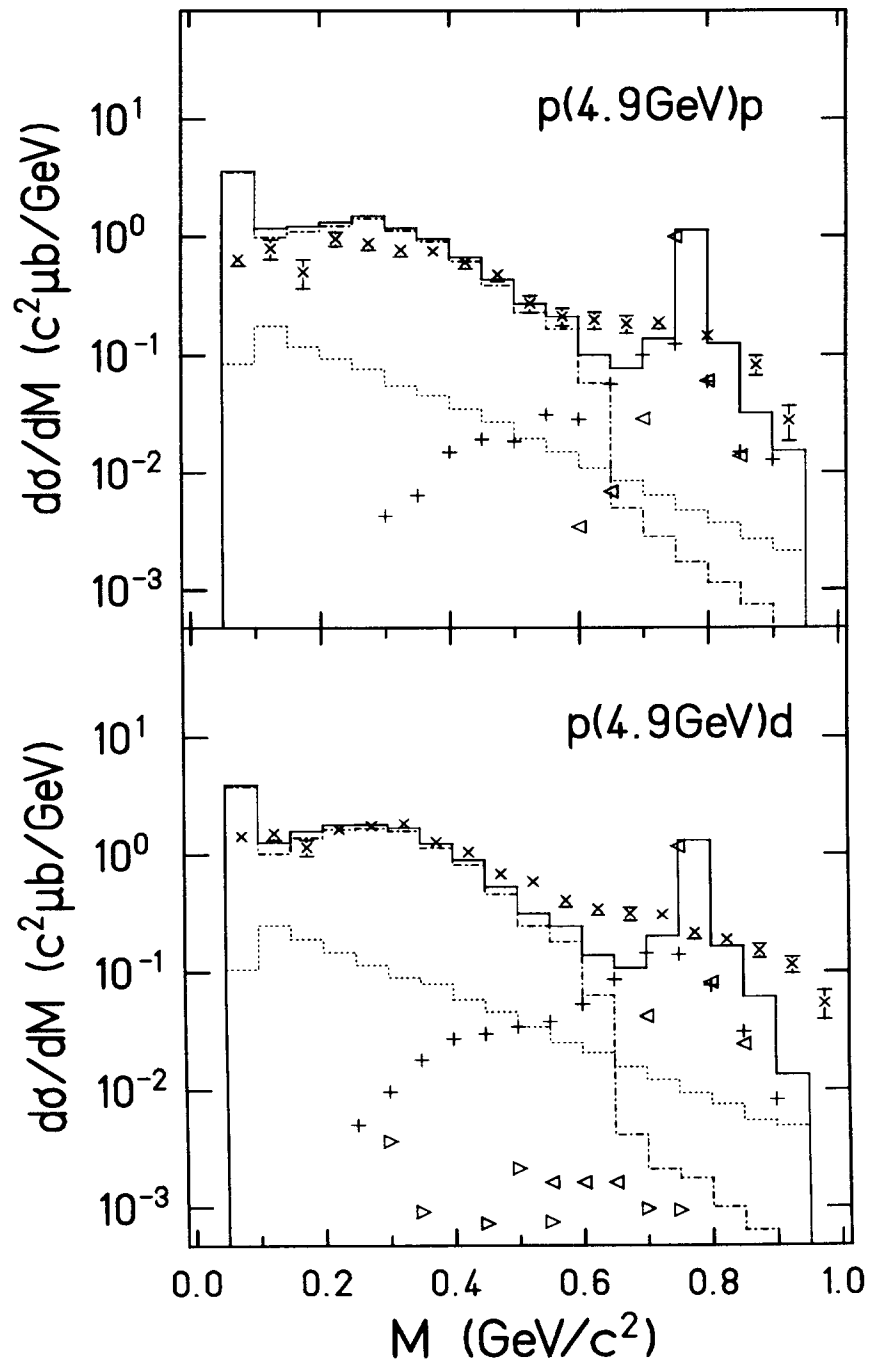 p(4.9GeV)p
dσ/dM (c²μb/GeV)
10¹
10⁰
10⁻¹
10⁻²
10⁻³
p(4.9GeV)d
dσ/dM (c²μb/GeV)
10¹
10⁰
10⁻¹
10⁻²
10⁻³
0.0 0.2 0.4 0.6 0.8 1.0
M (GeV/c²)